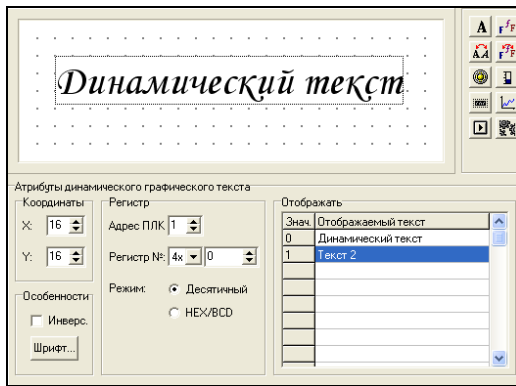 Динамический текст
Атрибуты динамического графического текста
Координаты
X: 16
Y: 16
Особенности
Инверс.
Шрифт...
Регистр
Адрес ПЛК 1
Регистр №: 4x 0
Режим: Десятичный
HEX/BCD
Отображать
Знач. Отображаемый текст
0 Динамический текст
1 Текст 2